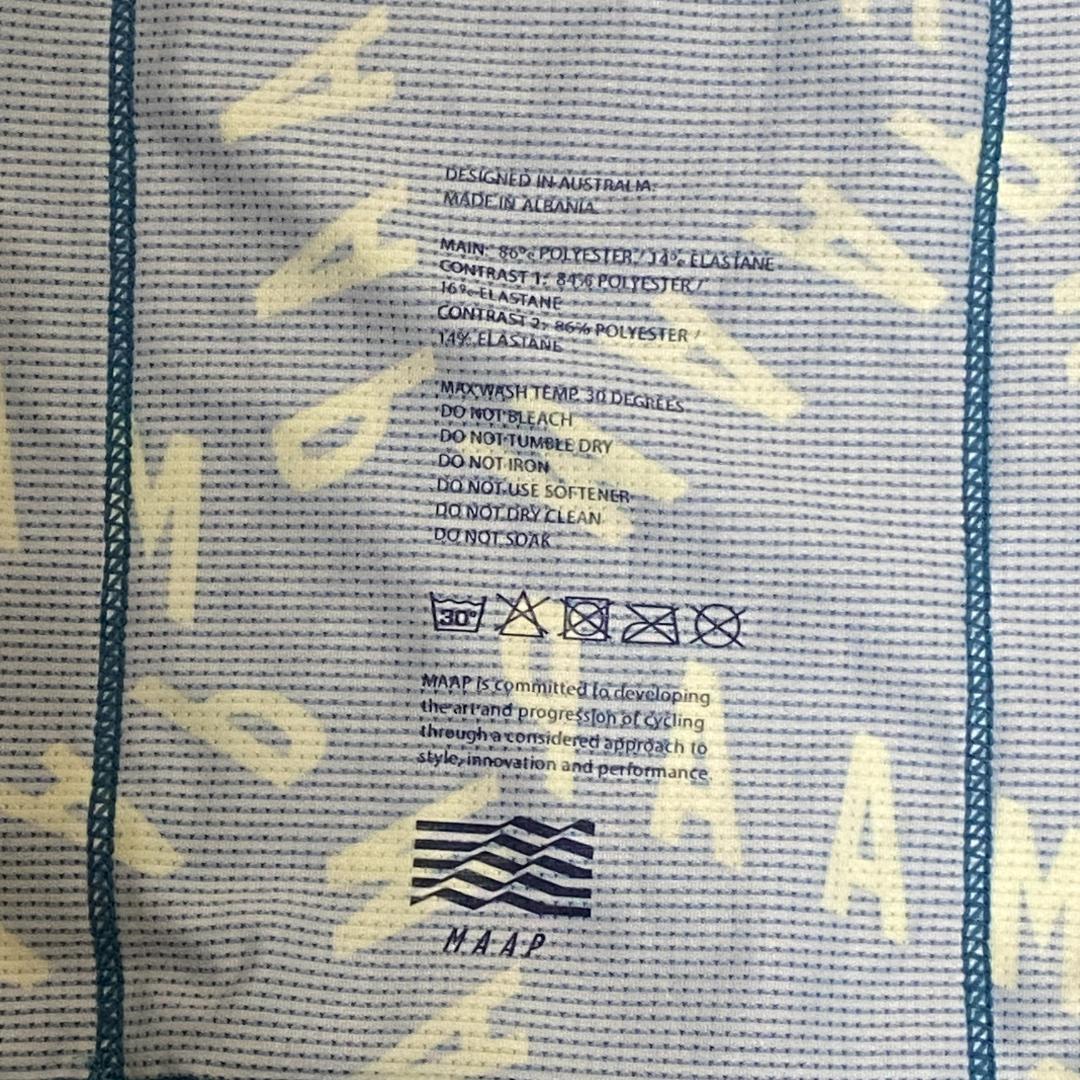 DESIGNED IN AUSTRALIA.
MADE IN ALBANIA
MAIN: 86% POLYESTER / 14% ELASTANE
CONTRAST 1: 84% POLYESTER /
16% ELASTANE
CONTRAST 2: 86% POLYESTER /
14% ELASTANE
MAX WASH TEMP. 30 DEGREES
DO NOT BLEACH
DO NOT TUMBLE DRY
DO NOT IRON
DO NOT USE SOFTENER
DO NOT DRY CLEAN
DO NOT SOAK
30°
MAAP is committed to developing
the art and progression of cycling
through a considered approach to
style, innovation and performance.
MAAP